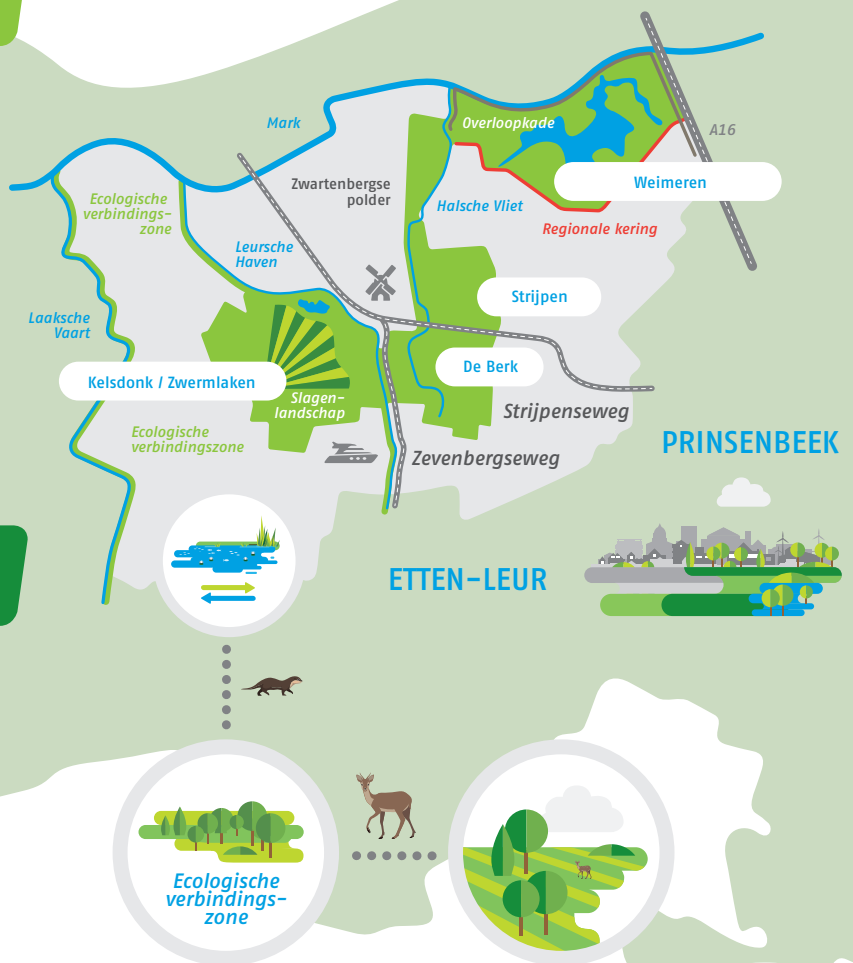 Mark
Overloopkade
A16
Zwartenbergse
polder
Weimeren
Ecologische
verbindings-
zone
Halsche Vliet
Regionale kering
Leursche
Haven
Strijpen
Laaksche
Vaart
De Berk
Kelsdonk / Zwermlaken
Slagen-
landschap
Strijpenseweg
Ecologische
verbindingszone
PRINSENBEEK
Zevenbergseweg
ETTEN-LEUR
Ecologische
verbindings-
zone